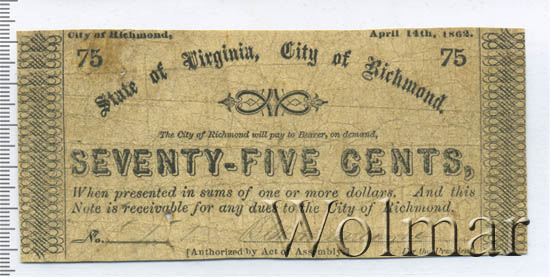 City of Richmond, April 14th, 1862.
75 75
State of Virginia, City of Richmond.
The City of Richmond will pay to Bearer, on demand,
SEVENTY-FIVE CENTS,
When presented in sums of one or more dollars. And this
Note is receivable for any dues to the City of Richmond.
No.
[Authorized by Act of Assembly.] For the
Wolmar